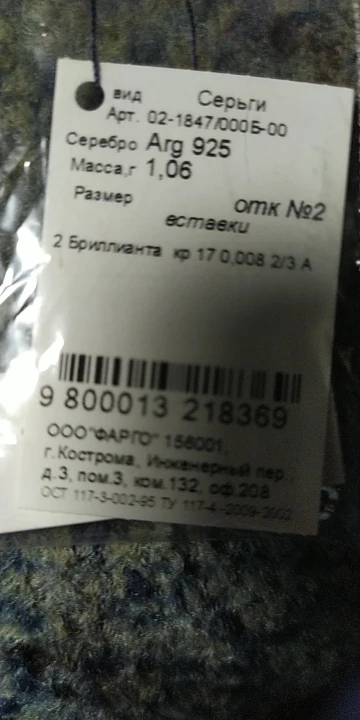 вид Серьги
Арт. 02-1847/000Б-00
Серебро Arg 925
Масса,г 1,06
Размер отк №2
вставки
2 Бриллианта кр 17 0,008 2/3 А
9 800013 218369
ООО"ФАРГО" 156001,
г.Кострома, Инженерный пер.,
д.3, пом.3, ком.132, оф.208
ОСТ 117-3-002-95 ТУ 117-4-2009-2002